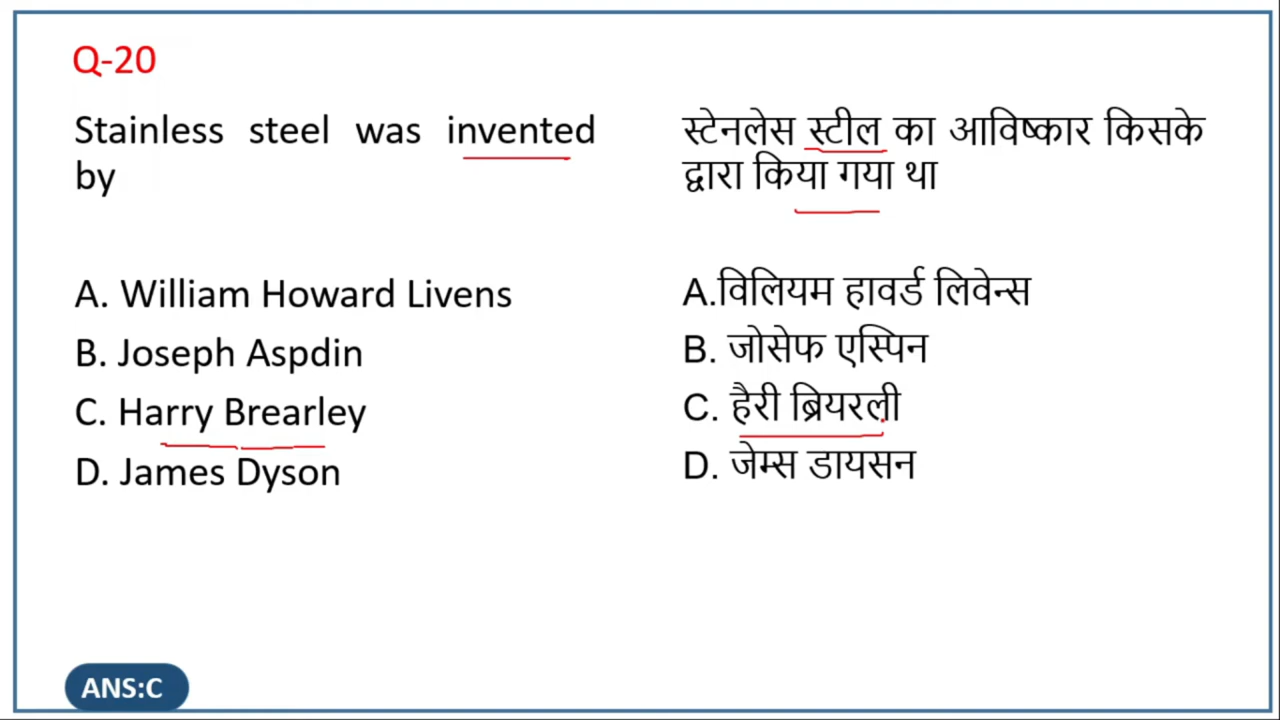 Q-20
Stainless steel was invented
by
A. William Howard Livens
B. Joseph Aspdin
C. Harry Brearley
D. James Dyson
स्टेनलेस स्टील का आविष्कार किसके
द्वारा किया गया था
A.विलियम हावर्ड लिवेन्स
B. जोसेफ एस्पिन
C. हैरी ब्रियरली
D. जेम्स डायसन
ANS:C